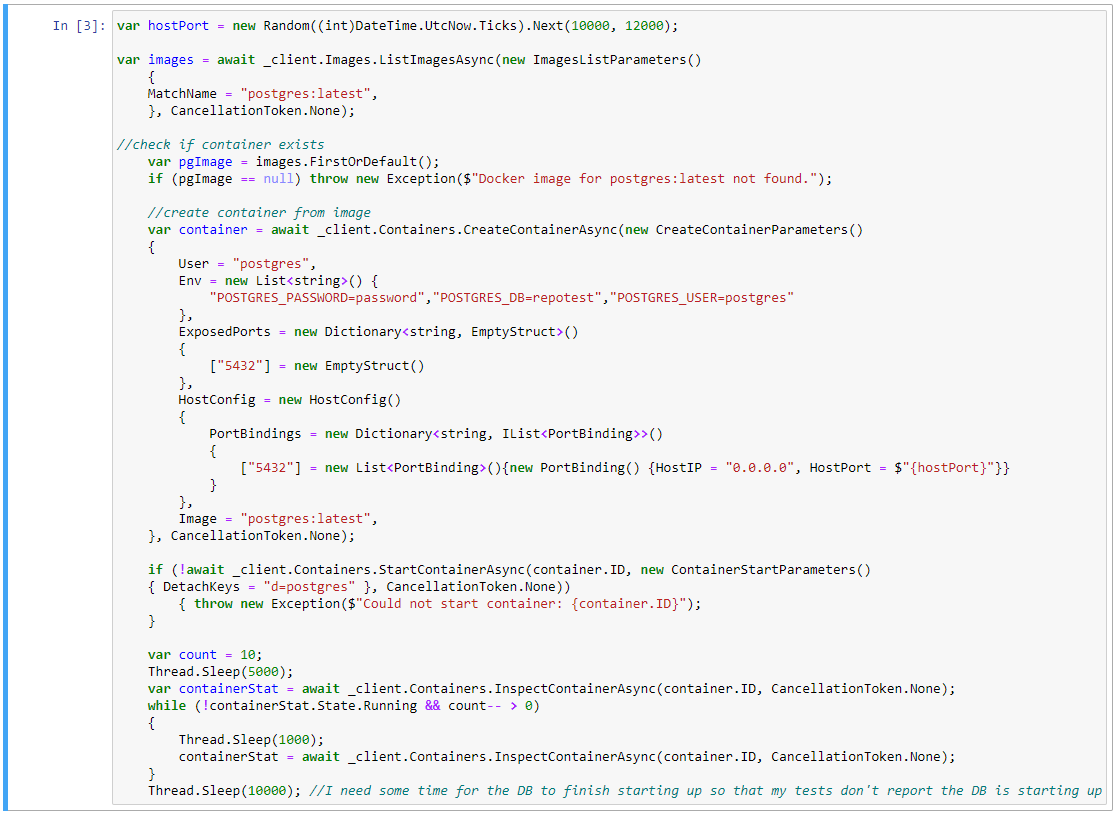 In [3]: var hostPort = new Random((int)DateTime.UtcNow.Ticks).Next(10000, 12000);
var images = await _client.Images.ListImagesAsync(new ImagesListParameters()
{
MatchName = "postgres:latest",
}, CancellationToken.None);
//check if container exists
var pgImage = images.FirstOrDefault();
if (pgImage == null) throw new Exception($"Docker image for postgres:latest not found.");
//create container from image
var container = await _client.Containers.CreateContainerAsync(new CreateContainerParameters()
{
User = "postgres",
Env = new List<string>() {
"POSTGRES_PASSWORD=password","POSTGRES_DB=repotest","POSTGRES_USER=postgres"
},
ExposedPorts = new Dictionary<string, EmptyStruct>()
{
["5432"] = new EmptyStruct()
},
HostConfig = new HostConfig()
{
PortBindings = new Dictionary<string, IList<PortBinding>>()
{
["5432"] = new List<PortBinding>(){new PortBinding() {HostIP = "0.0.0.0", HostPort = $"{hostPort}"}}
}
},
Image = "postgres:latest",
}, CancellationToken.None);
if (!await _client.Containers.StartContainerAsync(container.ID, new ContainerStartParameters()
{ DetachKeys = "d=postgres" }, CancellationToken.None))
{ throw new Exception($"Could not start container: {container.ID}");
}
var count = 10;
Thread.Sleep(5000);
var containerStat = await _client.Containers.InspectContainerAsync(container.ID, CancellationToken.None);
while (!containerStat.State.Running && count-- > 0)
{
Thread.Sleep(1000);
containerStat = await _client.Containers.InspectContainerAsync(container.ID, CancellationToken.None);
}
Thread.Sleep(10000); //I need some time for the DB to finish starting up so that my tests don't report the DB is starting up